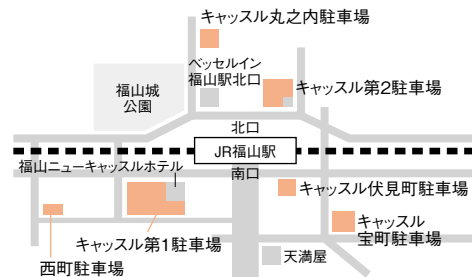 キャッスル丸之内駐車場
ベッセルイン
福山駅北口
キャッスル第2駐車場
福山城
公園
北口
JR福山駅
福山ニューキャッスルホテル
南口
キャッスル伏見町駐車場
キャッスル
宝町駐車場
キャッスル第1駐車場
天満屋
西町駐車場